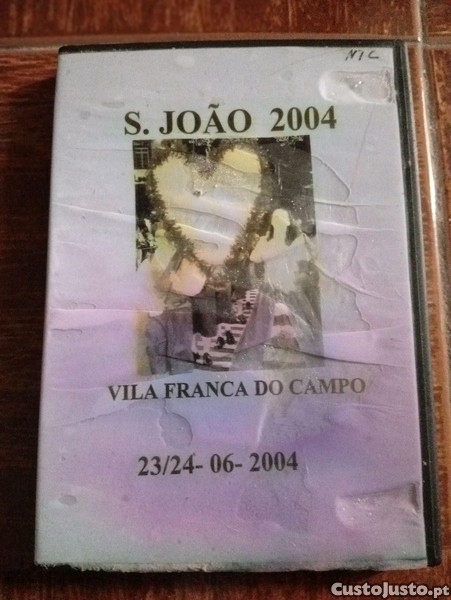 NIC
S. JOÃO 2004
VILA FRANCA DO CAMPO
23/24- 06- 2004
CustoJusto.pt